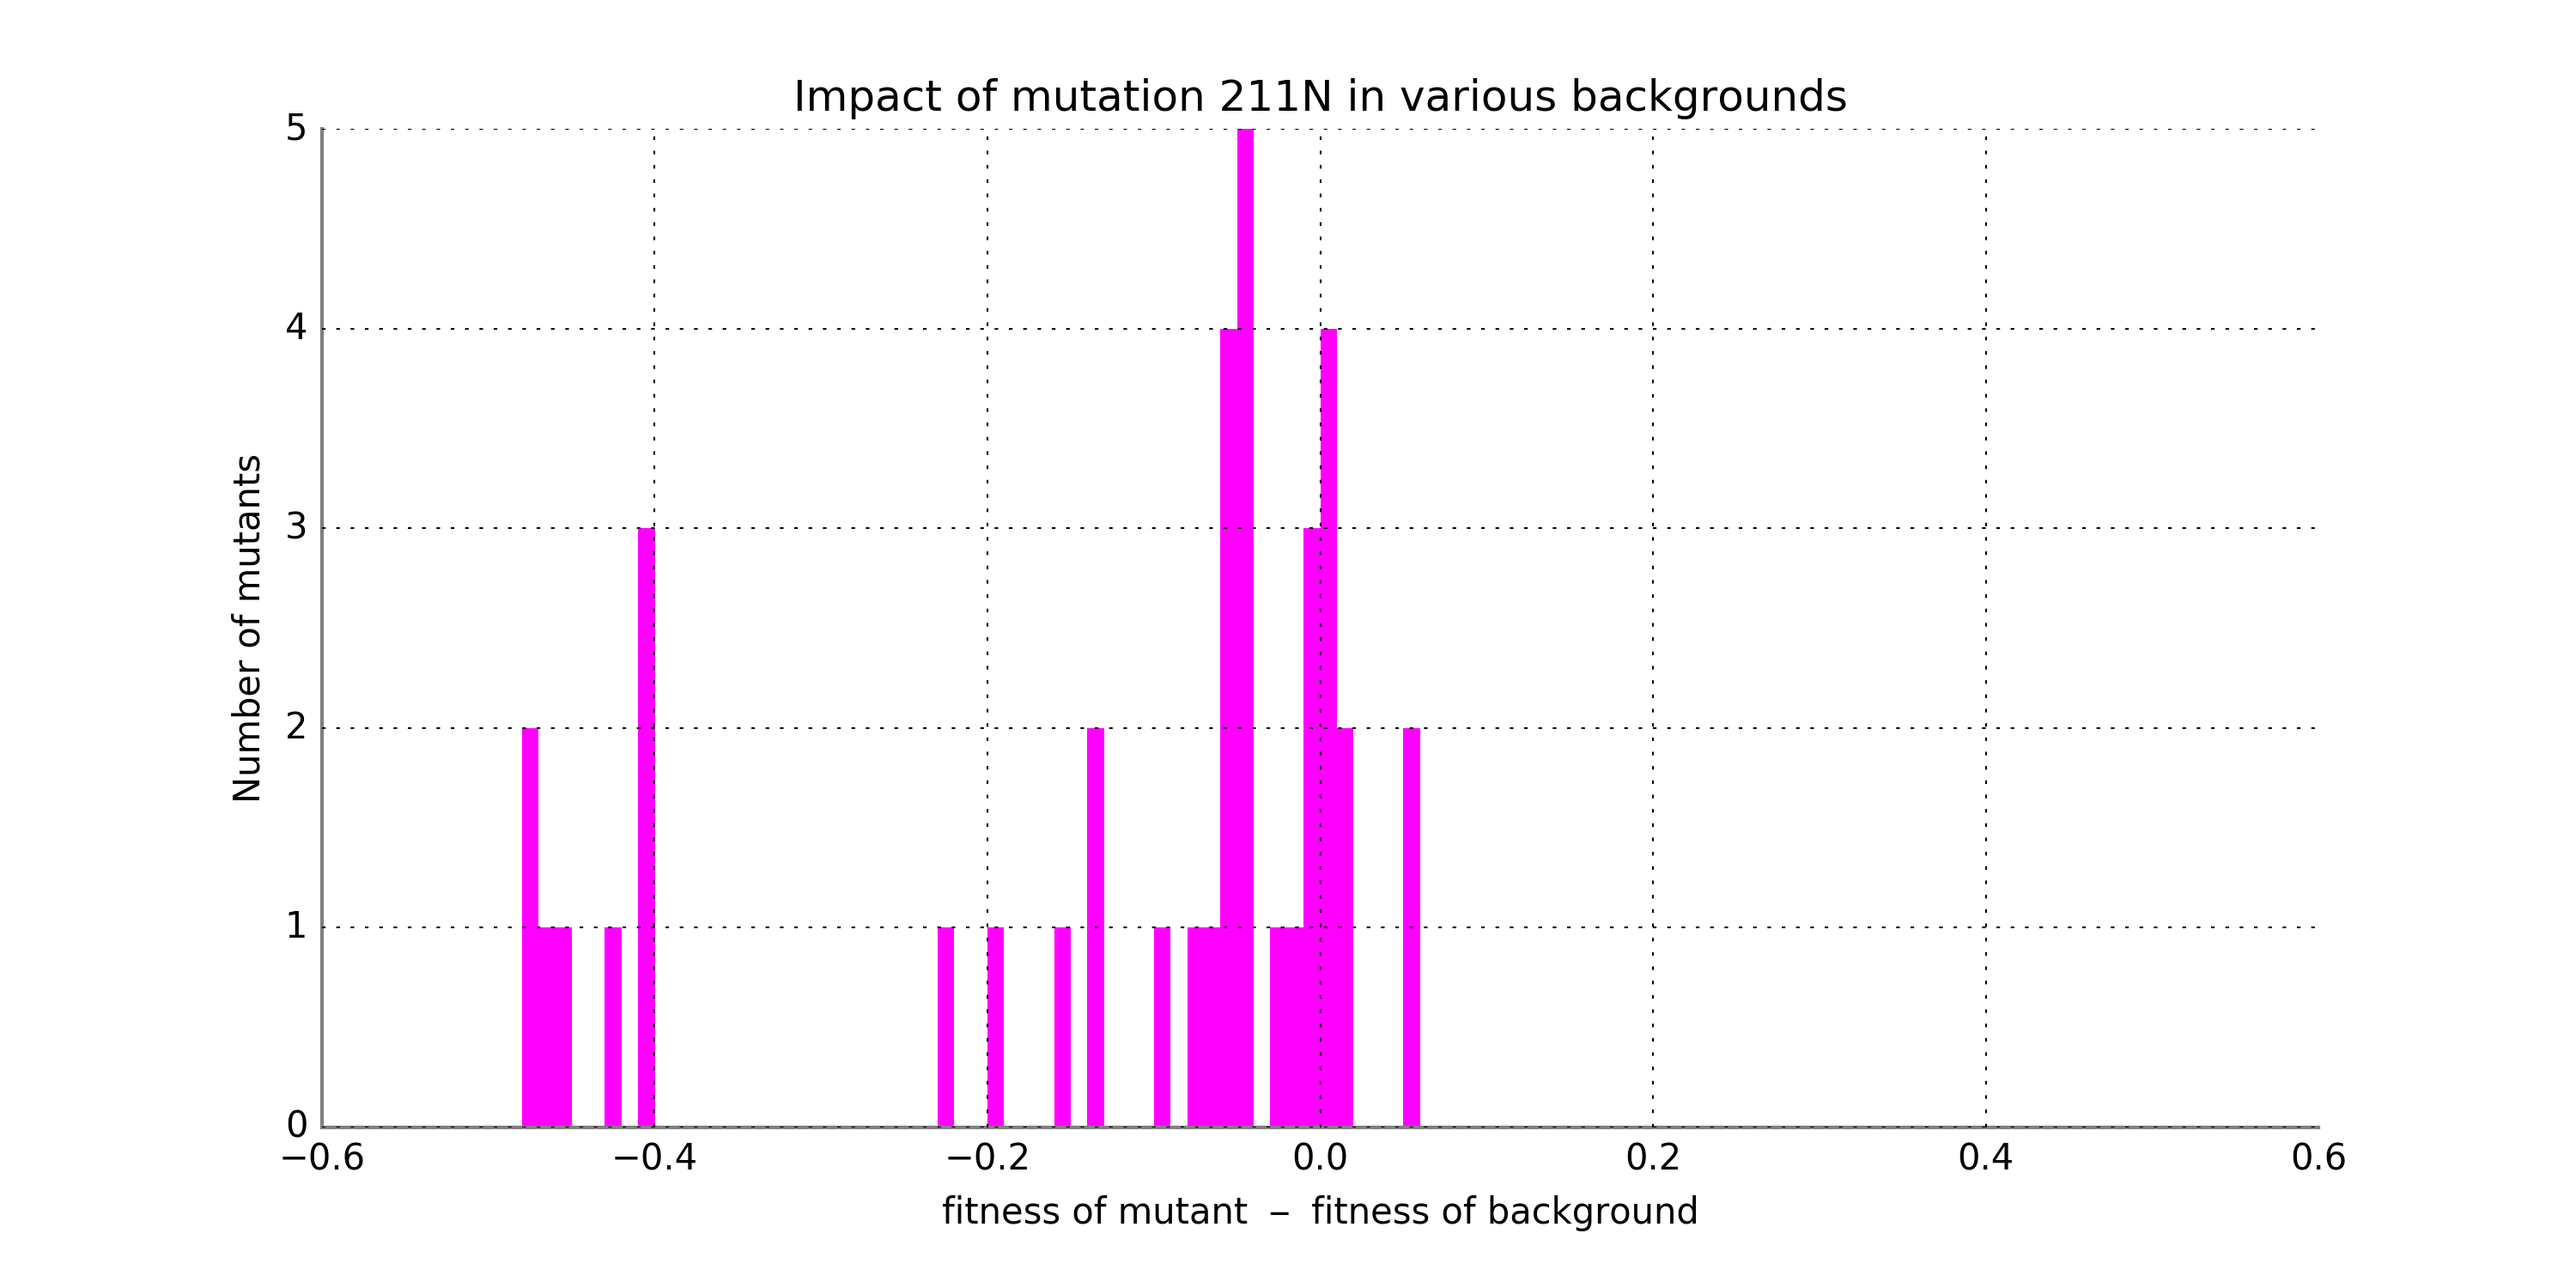 Impact of mutation 211N in various backgrounds
5
4
3
2
1
0
Number of mutants
−0.6 −0.4 −0.2 0.0 0.2 0.4 0.6
fitness of mutant − fitness of background